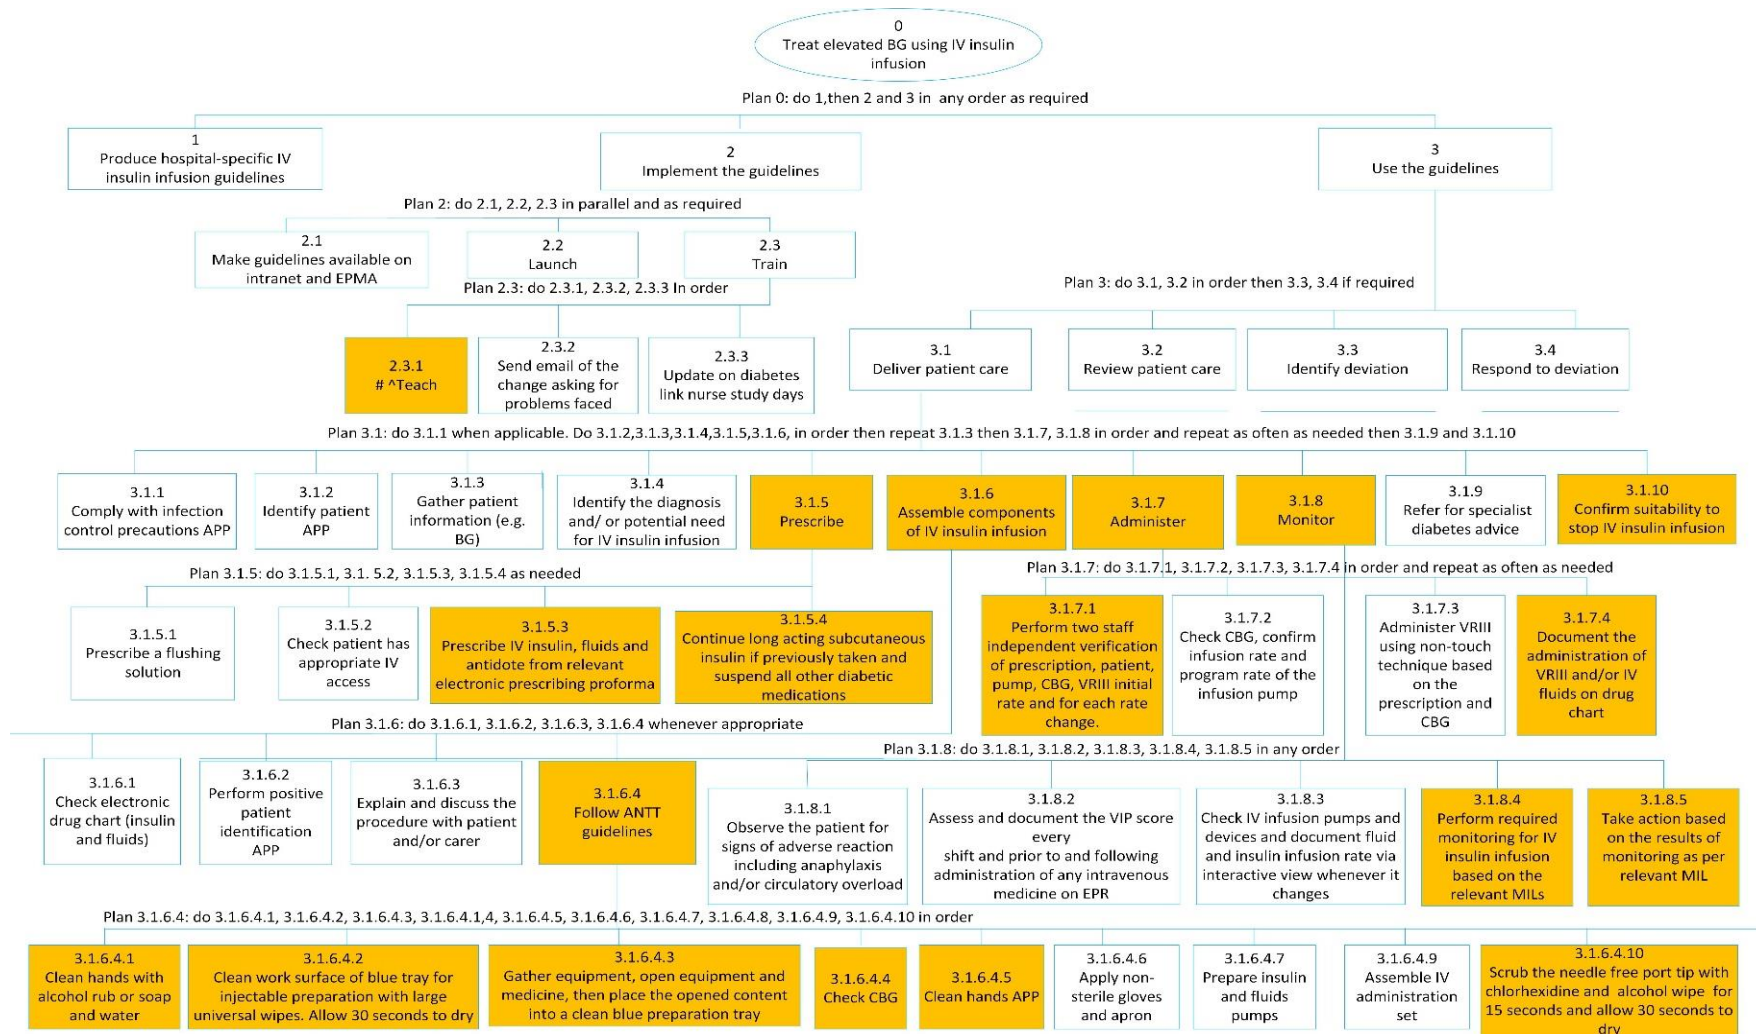 0
Treat elevated BG using IV insulin
infusion
Plan 0: do 1,then 2 and 3 in any order as required
1
Produce hospital-specific IV
insulin infusion guidelines
2
Implement the guidelines
3
Use the guidelines
Plan 2: do 2.1, 2.2, 2.3 in parallel and as required
2.1
Make guidelines available on
intranet and EPMA
2.2
Launch
2.3
Train
Plan 2.3: do 2.3.1, 2.3.2, 2.3.3 In order
Plan 3: do 3.1, 3.2 in order then 3.3, 3.4 if required
2.3.1
# ^Teach
2.3.2
Send email of the
change asking for
problems faced
2.3.3
Update on diabetes
link nurse study days
3.1
Deliver patient care
3.2
Review patient care
3.3
Identify deviation
3.4
Respond to deviation
Plan 3.1: do 3.1.1 when applicable. Do 3.1.2,3.1.3,3.1.4,3.1.5,3.1.6, in order then repeat 3.1.3 then 3.1.7, 3.1.8 in order and repeat as often as needed then 3.1.9 and 3.1.10
3.1.1
Comply with infection
control precautions APP
3.1.2
Identify patient
APP
3.1.3
Gather patient
information (e.g.
BG)
3.1.4
Identify the diagnosis
and/ or potential need
for IV insulin infusion
3.1.5
Prescribe
3.1.6
Assemble components
of IV insulin infusion
3.1.7
Administer
3.1.8
Monitor
3.1.9
Refer for specialist
diabetes advice
3.1.10
Confirm suitability to
stop IV insulin infusion
Plan 3.1.5: do 3.1.5.1, 3.1. 5.2, 3.1.5.3, 3.1.5.4 as needed
Plan 3.1.7: do 3.1.7.1, 3.1.7.2, 3.1.7.3, 3.1.7.4 in order and repeat as often as needed
3.1.5.1
Prescribe a flushing
solution
3.1.5.2
Check patient has
appropriate IV
access
3.1.5.3
Prescribe IV insulin, fluids and
antidote from relevant
electronic prescribing proforma
3.1.5.4
Continue long acting subcutaneous
insulin if previously taken and
suspend all other diabetic
medications
3.1.7.1
Perform two staff
independent verification
of prescription, patient,
pump, CBG, VRIII initial
rate and for each rate
change.
3.1.7.2
Check CBG, confirm
infusion rate and
program rate of the
infusion pump
3.1.7.3
Administer VRIII
using non-touch
technique based
on the
prescription and
CBG
3.1.7.4
Document the
administration of
VRIII and/or IV
fluids on drug
chart
Plan 3.1.6: do 3.1.6.1, 3.1.6.2, 3.1.6.3, 3.1.6.4 whenever appropriate
Plan 3.1.8: do 3.1.8.1, 3.1.8.2, 3.1.8.3, 3.1.8.4, 3.1.8.5 in any order
3.1.6.1
Check electronic
drug chart (insulin
and fluids)
3.1.6.2
Perform positive
patient
identification
APP
3.1.6.3
Explain and discuss the
procedure with patient
and/or carer
3.1.6.4
Follow ANTT
guidelines
3.1.8.1
Observe the patient for
signs of adverse reaction
including anaphylaxis
and/or circulatory overload
3.1.8.2
Assess and document the VIP score
every
shift and prior to and following
administration of any intravenous
medicine on EPR
3.1.8.3
Check IV infusion pumps and
devices and document fluid
and insulin infusion rate via
interactive view whenever it
changes
3.1.8.4
Perform required
monitoring for IV
insulin infusion
based on the
relevant MILs
3.1.8.5
Take action based
on the results of
monitoring as per
relevant MIL
Plan 3.1.6.4: do 3.1.6.4.1, 3.1.6.4.2, 3.1.6.4.3, 3.1.6.4.1,4, 3.1.6.4.5, 3.1.6.4.6, 3.1.6.4.7, 3.1.6.4.8, 3.1.6.4.9, 3.1.6.4.10 in order
3.1.6.4.1
Clean hands with
alcohol rub or soap
and water
3.1.6.4.2
Clean work surface of blue tray for
injectable preparation with large
universal wipes. Allow 30 seconds to dry
3.1.6.4.3
Gather equipment, open equipment and
medicine, then place the opened content
into a clean blue preparation tray
3.1.6.4.4
Check CBG
3.1.6.4.5
Clean hands APP
3.1.6.4.6
Apply non-
sterile gloves
and apron
3.1.6.4.7
Prepare insulin
and fluids
pumps
3.1.6.4.9
Assemble IV
administration
set
3.1.6.4.10
Scrub the needle free port tip with
chlorhexidine and alcohol wipe for
15 seconds and allow 30 seconds to
dry